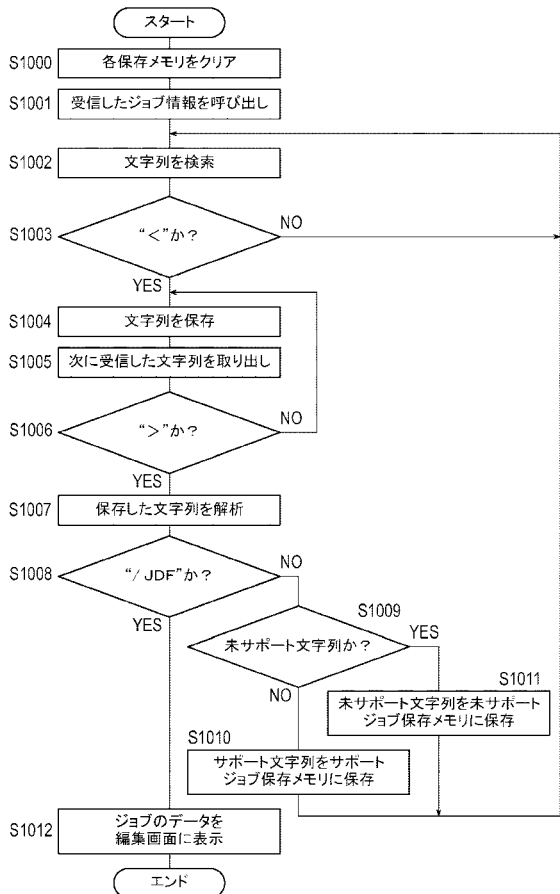 スタート
S1000
各保存メモリをクリア
S1001
受信したジョブ情報を呼び出し
S1002
文字列を検索
S1003
“<”か？
NO
YES
S1004
文字列を保存
S1005
次に受信した文字列を取り出し
S1006
“>”か？
NO
YES
S1007
保存した文字列を解析
S1008
“/JDF”か？
NO
YES
S1009
未サポート文字列か？
YES
NO
S1011
未サポート文字列を未サポート
ジョブ保存メモリに保存
S1010
サポート文字列をサポート
ジョブ保存メモリに保存
S1012
ジョブのデータを
編集画面に表示
エンド